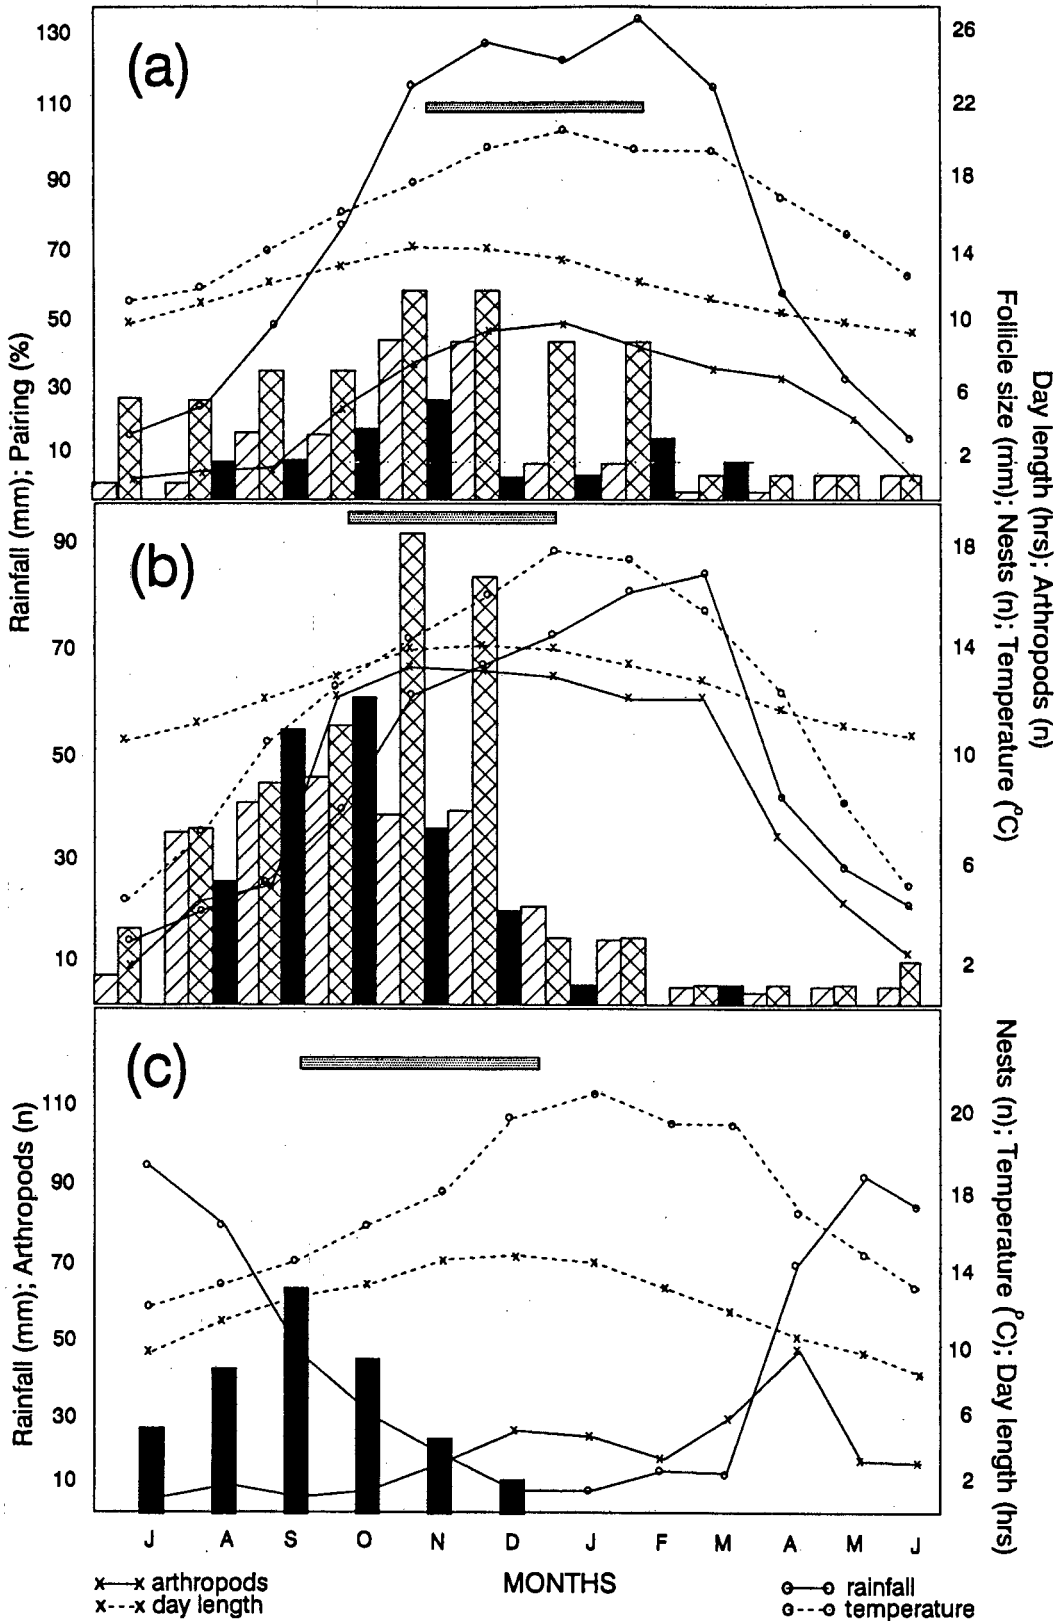 (a)
130
110
90
70
50
30
10
26
22
18
14
10
6
2
(b)
90
70
50
30
10
18
14
10
6
2
Rainfall (mm); Pairing (%)
Day length (hrs); Arthropods (n)
Follicle size (mm); Nests (n); Temperature (°C)
(c)
110
90
70
50
30
10
20
18
14
10
6
2
Rainfall (mm); Arthropods (n)
Nests (n); Temperature (°C); Day length (hrs)
J A S O N D J F M A M J
MONTHS
x—x arthropods
x---x day length
o—o rainfall
o---o temperature